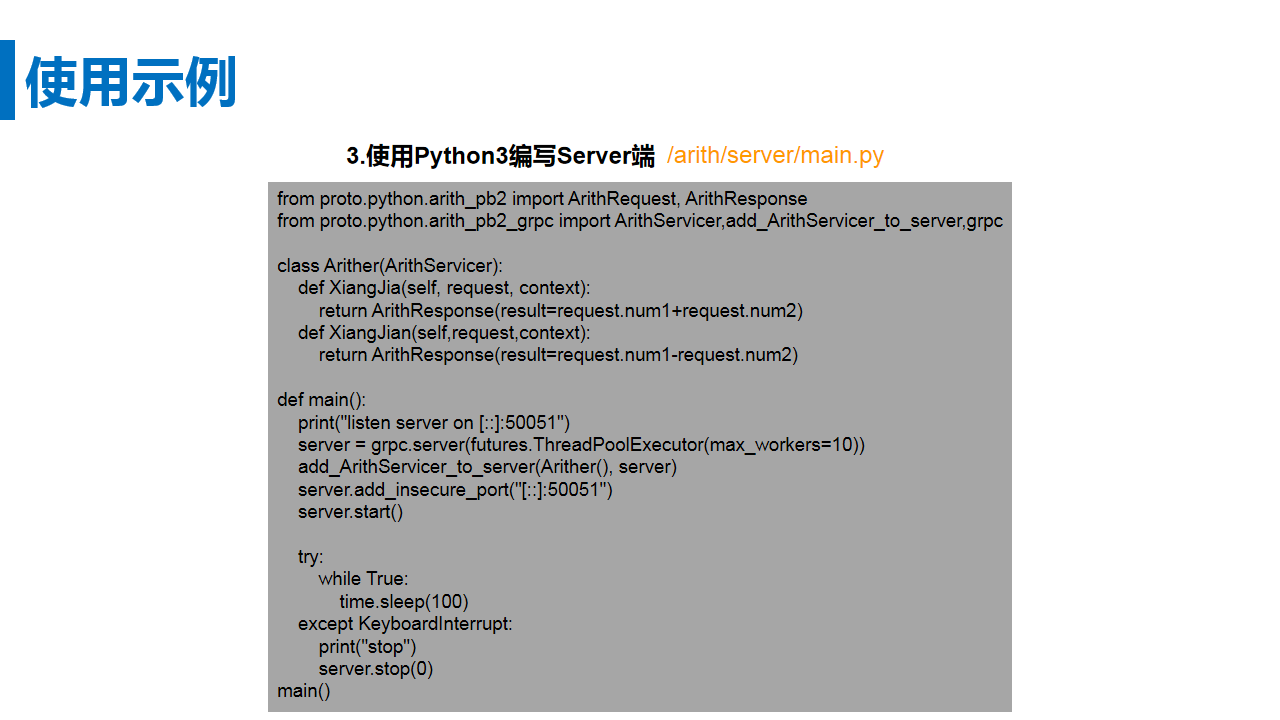 使用示例
3.使用Python3编写Server端 /arith/server/main.py
from proto.python.arith_pb2 import ArithRequest, ArithResponse
from proto.python.arith_pb2_grpc import ArithServicer,add_ArithServicer_to_server,grpc
class Arither(ArithServicer):
def XiangJia(self, request, context):
return ArithResponse(result=request.num1+request.num2)
def XiangJian(self,request,context):
return ArithResponse(result=request.num1-request.num2)
def main():
print("listen server on [::]:50051")
server = grpc.server(futures.ThreadPoolExecutor(max_workers=10))
add_ArithServicer_to_server(Arither(), server)
server.add_insecure_port("[::]:50051")
server.start()
try:
while True:
time.sleep(100)
except KeyboardInterrupt:
print("stop")
server.stop(0)
main()